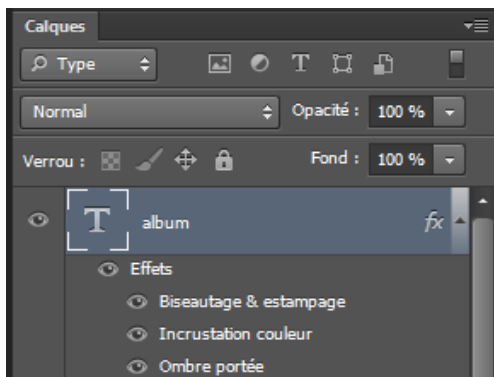 Calques
Type
Normal Opacité : 100 %
Verrou : Fond : 100 %
T album fx
Effets
Biseautage & estampage
Incrustation couleur
Ombre portée